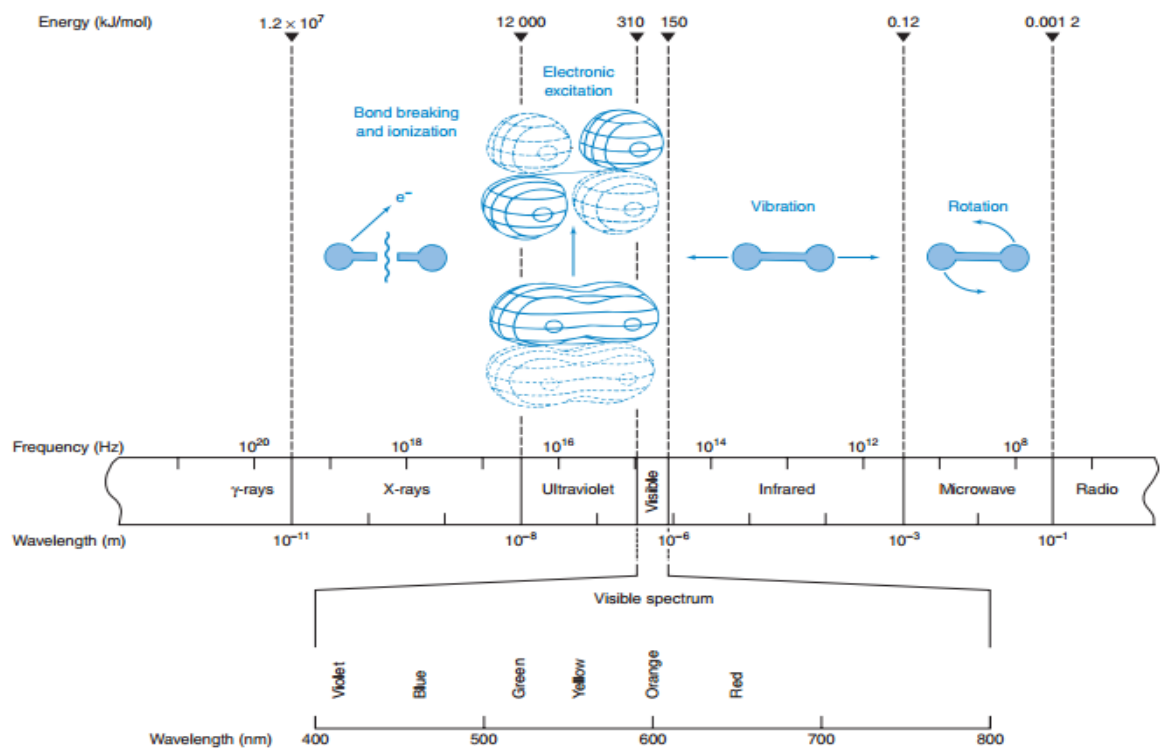 Energy (kJ/mol) 1.2 × 10⁷ 12 000 310 150 0.12 0.001 2
Electronic
excitation
Bond breaking
and ionization
e⁻
Vibration
Rotation
Frequency (Hz) 10²⁰ 10¹⁸ 10¹⁶ 10¹⁴ 10¹² 10⁸
γ-rays X-rays Ultraviolet Visible Infrared Microwave Radio
Wavelength (m) 10⁻¹¹ 10⁻⁸ 10⁻⁶ 10⁻³ 10⁻¹
Visible spectrum
Violet Blue Green Yellow Orange Red
Wavelength (nm) 400 500 600 700 800